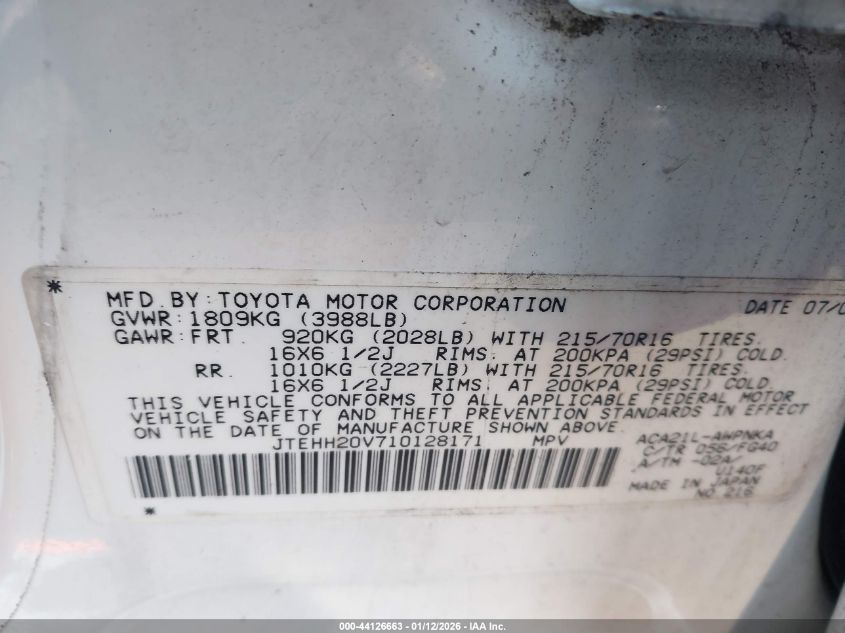 MFD. BY: TOYOTA MOTOR CORPORATION DATE 07/0
GVWR: 1809KG (3988LB)
GAWR: FRT. 920KG (2028LB) WITH 215/70R16 TIRES.
16X6 1/2J RIMS. AT 200KPA (29PSI) COLD.
RR. 1010KG (2227LB) WITH 215/70R16 TIRES.
16X6 1/2J RIMS. AT 200KPA (29PSI) COLD.
THIS VEHICLE CONFORMS TO ALL APPLICABLE FEDERAL MOTOR
VEHICLE SAFETY AND THEFT PREVENTION STANDARDS IN EFFECT
ON THE DATE OF MANUFACTURE SHOWN ABOVE.
JTEHH20V710128171 MPV
ACA21L-AWPNKA
C/TR 056/FG40
A/TM -02A/
U140F
MADE IN JAPAN
NO. 216
000-44126663 - 01/12/2026 - IAA Inc.